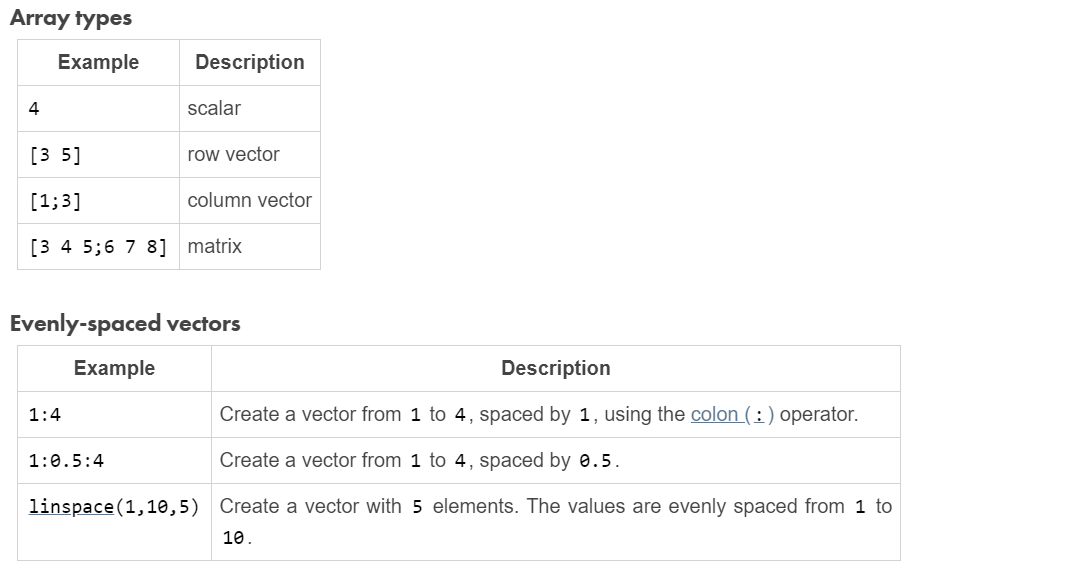 Array types
Example Description
4 scalar
[3 5] row vector
[1;3] column vector
[3 4 5;6 7 8] matrix
Evenly-spaced vectors
Example Description
1:4 Create a vector from 1 to 4, spaced by 1, using the colon (:) operator.
1:0.5:4 Create a vector from 1 to 4, spaced by 0.5.
linspace(1,10,5) Create a vector with 5 elements. The values are evenly spaced from 1 to
10.